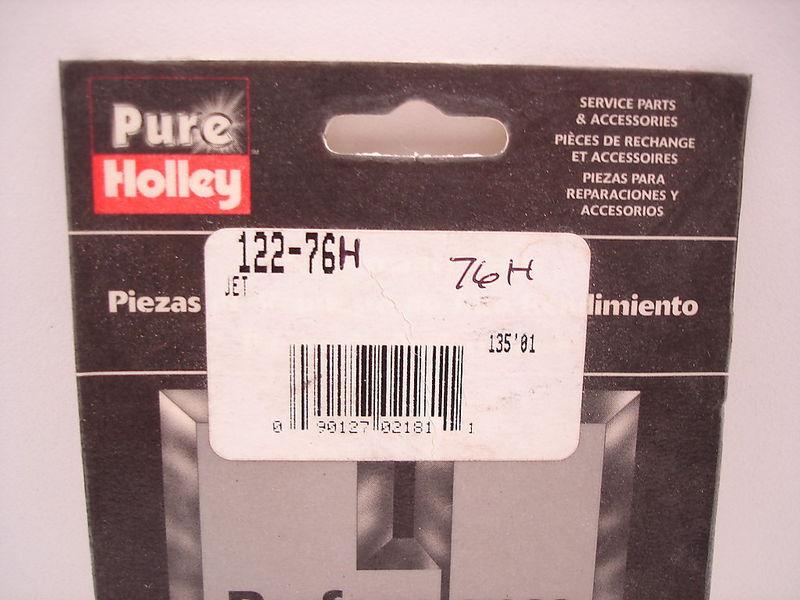 Pure
Holley
SERVICE PARTS
& ACCESSORIES
PIÈCES DE RECHANGE
ET ACCESSOIRES
PIEZAS PARA
REPARACIONES Y
ACCESORIOS
122-76H
76H
JET
Piezas
dimiento
135'01
0 90127 02181 1